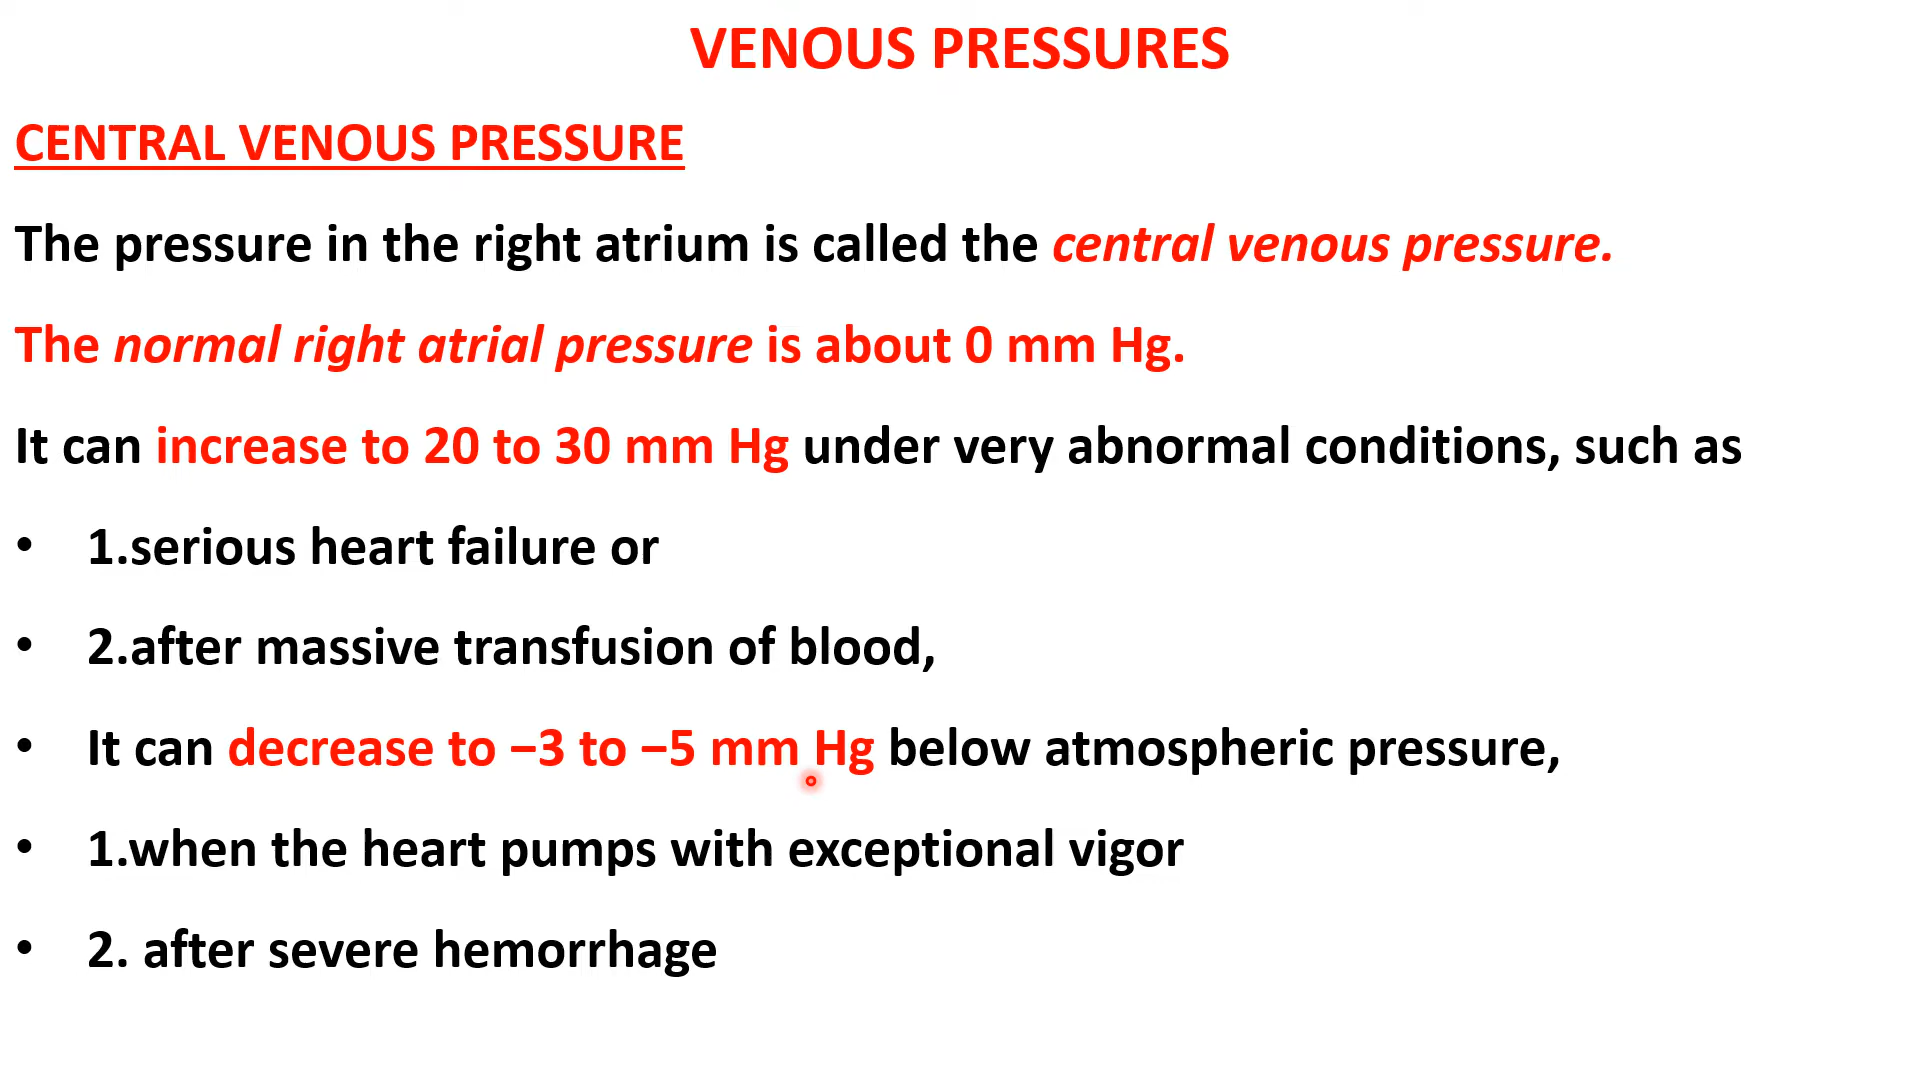 VENOUS PRESSURES
CENTRAL VENOUS PRESSURE
The pressure in the right atrium is called the central venous pressure.
The normal right atrial pressure is about 0 mm Hg.
It can increase to 20 to 30 mm Hg under very abnormal conditions, such as
• 1.serious heart failure or
• 2.after massive transfusion of blood,
• It can decrease to −3 to −5 mm Hg below atmospheric pressure,
• 1.when the heart pumps with exceptional vigor
• 2. after severe hemorrhage